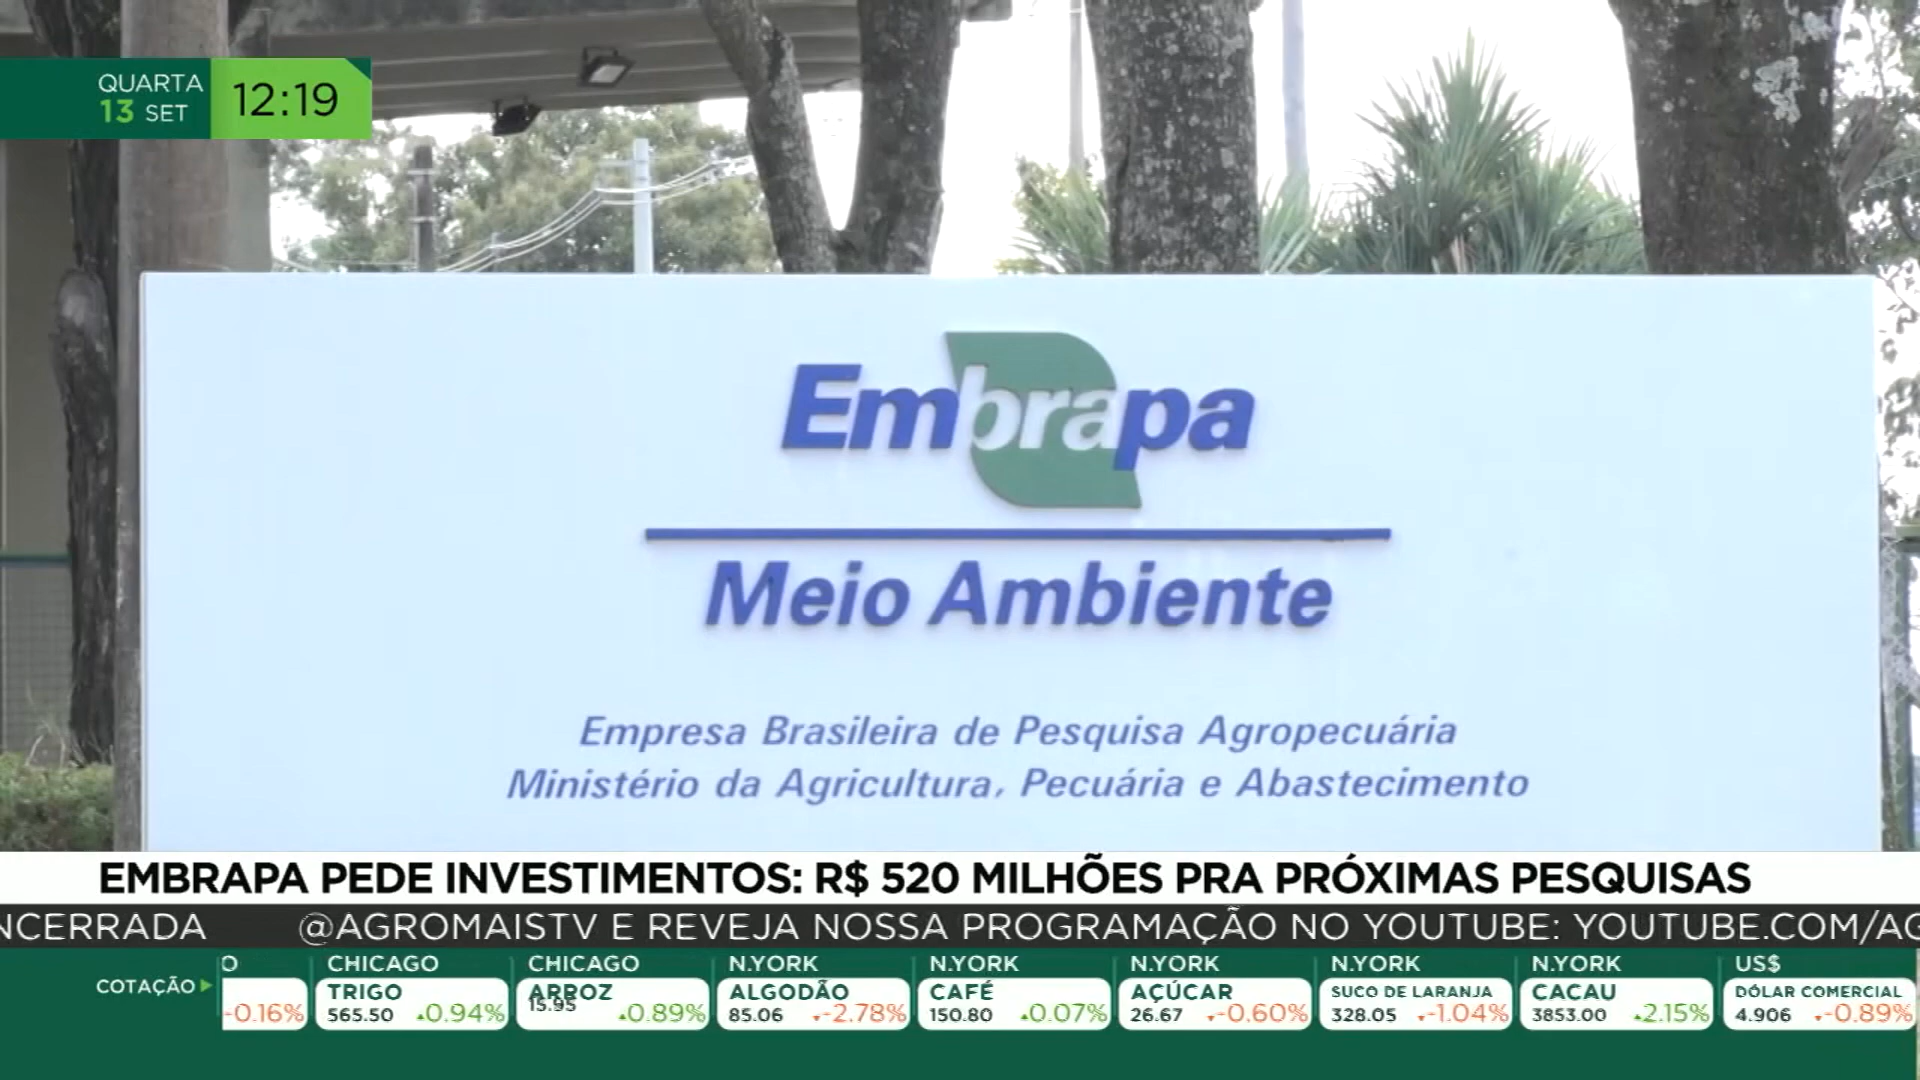 QUARTA
13 SET
12:19
Embrapa
Meio Ambiente
Empresa Brasileira de Pesquisa Agropecuária
Ministério da Agricultura, Pecuária e Abastecimento
EMBRAPA PEDE INVESTIMENTOS: R$ 520 MILHÕES PRA PRÓXIMAS PESQUISAS
NCERRADA @AGROMAISTV E REVEJA NOSSA PROGRAMAÇÃO NO YOUTUBE: YOUTUBE.COM/AG
COTAÇÃO
O
-0.16%
CHICAGO
TRIGO
565.50 0.94%
CHICAGO
ARROZ
15.95 0.89%
N.YORK
ALGODÃO
85.06 -2.78%
N.YORK
CAFÉ
150.80 0.07%
N.YORK
AÇÚCAR
26.67 -0.60%
N.YORK
SUCO DE LARANJA
328.05 -1.04%
N.YORK
CACAU
3853.00 2.15%
US$
DÓLAR COMERCIAL
4.906 -0.89%